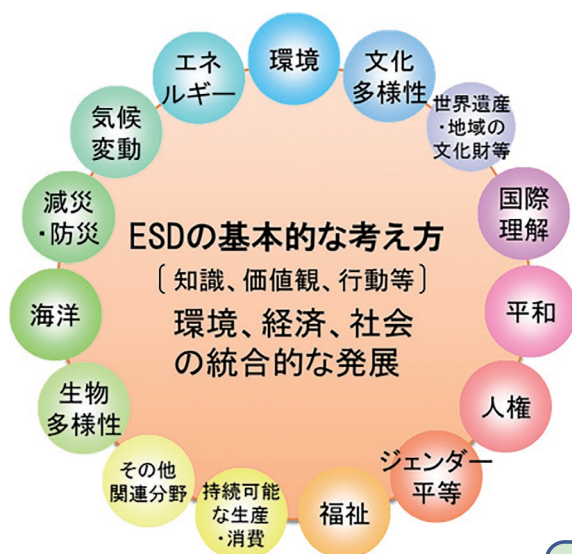 環境
文化
多様性
世界遺産
・地域の
文化財等
国際
理解
平和
人権
ジェンダー
平等
福祉
持続可能
な生産
・消費
その他
関連分野
生物
多様性
海洋
減災
・防災
気候
変動
エネ
ルギー
ESDの基本的な考え方
〔知識、価値観、行動等〕
環境、経済、社会
の統合的な発展